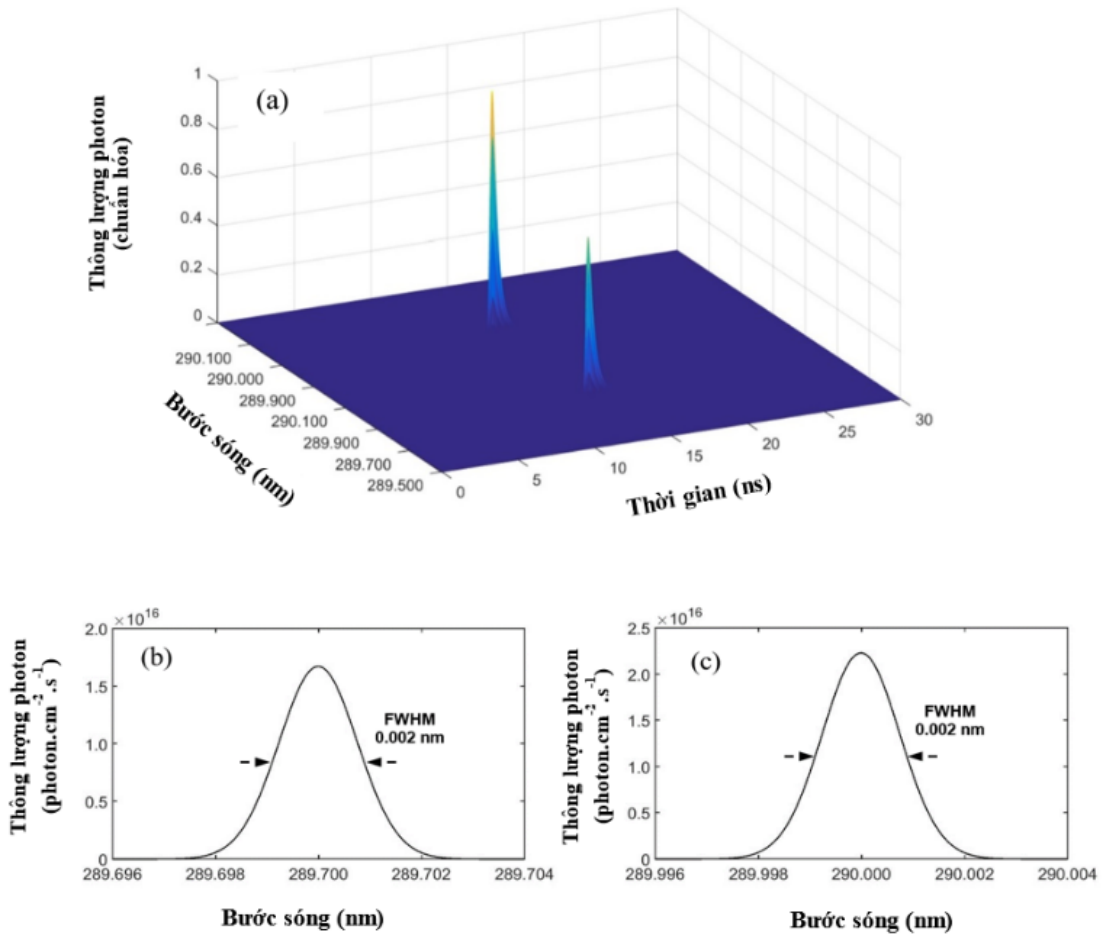 (a)
Thông lượng photon
(chuẩn hóa)
1
0.8
0.6
0.4
0.2
0
290.100
290.000
289.900
290.100
289.900
289.700
289.500
Bước sóng (nm)
0
5
10
15
20
25
30
Thời gian (ns)
×10¹⁶
2.0
1.5
1.0
0.5
0
(b)
FWHM
0.002 nm
Thông lượng photon
(photon.cm⁻².s⁻¹)
289.696
289.698
289.700
289.702
289.704
Bước sóng (nm)
×10¹⁶
2.5
2.0
1.5
1.0
0.5
0
(c)
FWHM
0.002 nm
Thông lượng photon
(photon.cm⁻².s⁻¹)
289.996
289.998
290.000
290.002
290.004
Bước sóng (nm)